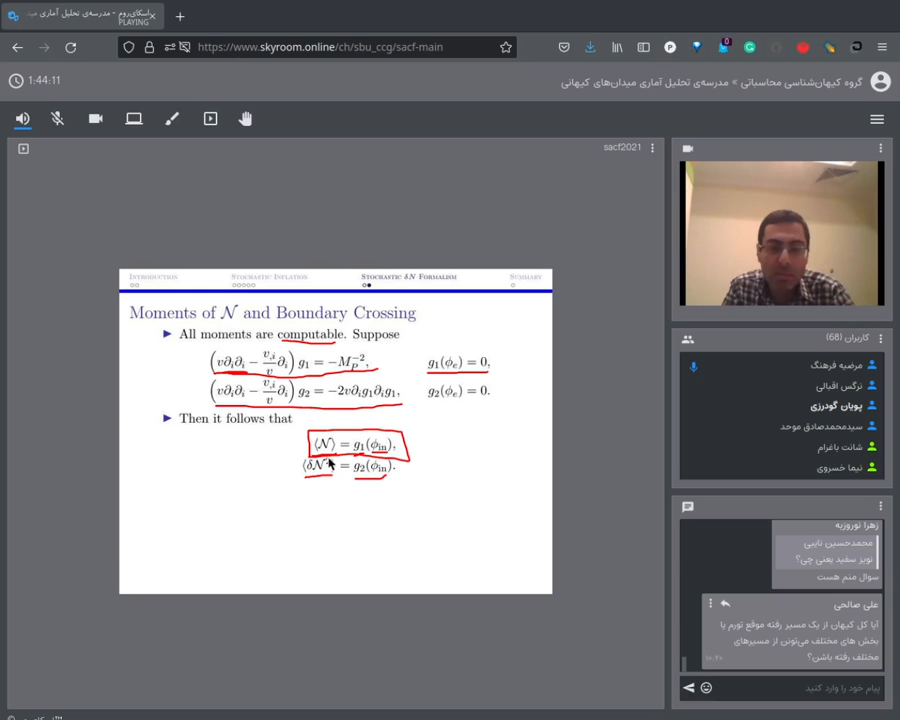 اسکای‌روم - مدرسه‌ی تحلیل آماری مید
PLAYING
https://www.skyroom.online/ch/sbu_ccg/sacf-main
1:44:11
گروه کیهان‌شناسی محاسباتی » مدرسه‌ی تحلیل آماری میدان‌های کیهانی
sacf2021
INTRODUCTION STOCHASTIC INFLATION STOCHASTIC δN FORMALISM SUMMARY
Moments of N and Boundary Crossing
All moments are computable. Suppose
(v∂i∂i − v,i/v ∂i) g1 = −M_P^−2, g1(ϕe) = 0,
(v∂i∂i − v,i/v ∂i) g2 = −2v∂ig1∂ig1, g2(ϕe) = 0.
Then it follows that
⟨N⟩ = g1(ϕin),
⟨δN = g2(ϕin).
کاربران (68)
مرضیه فرهنگ
نرگس اقبالی
پویان گودرزی
سیدمحمدصادق موحد
شانت باغرام
نیما خسروی
زهرا نوروزیه
محمدحسین نایبی
نویز سفید یعنی چی؟
سوال منم هست
علی صالحی
آیا کل کیهان از یک مسیر رفته موقع تورم یا
بخش های مختلف می‌تونن از مسیرهای
مختلف رفته باشن؟
۱۰:۲۰
پیام خود را وارد کنید